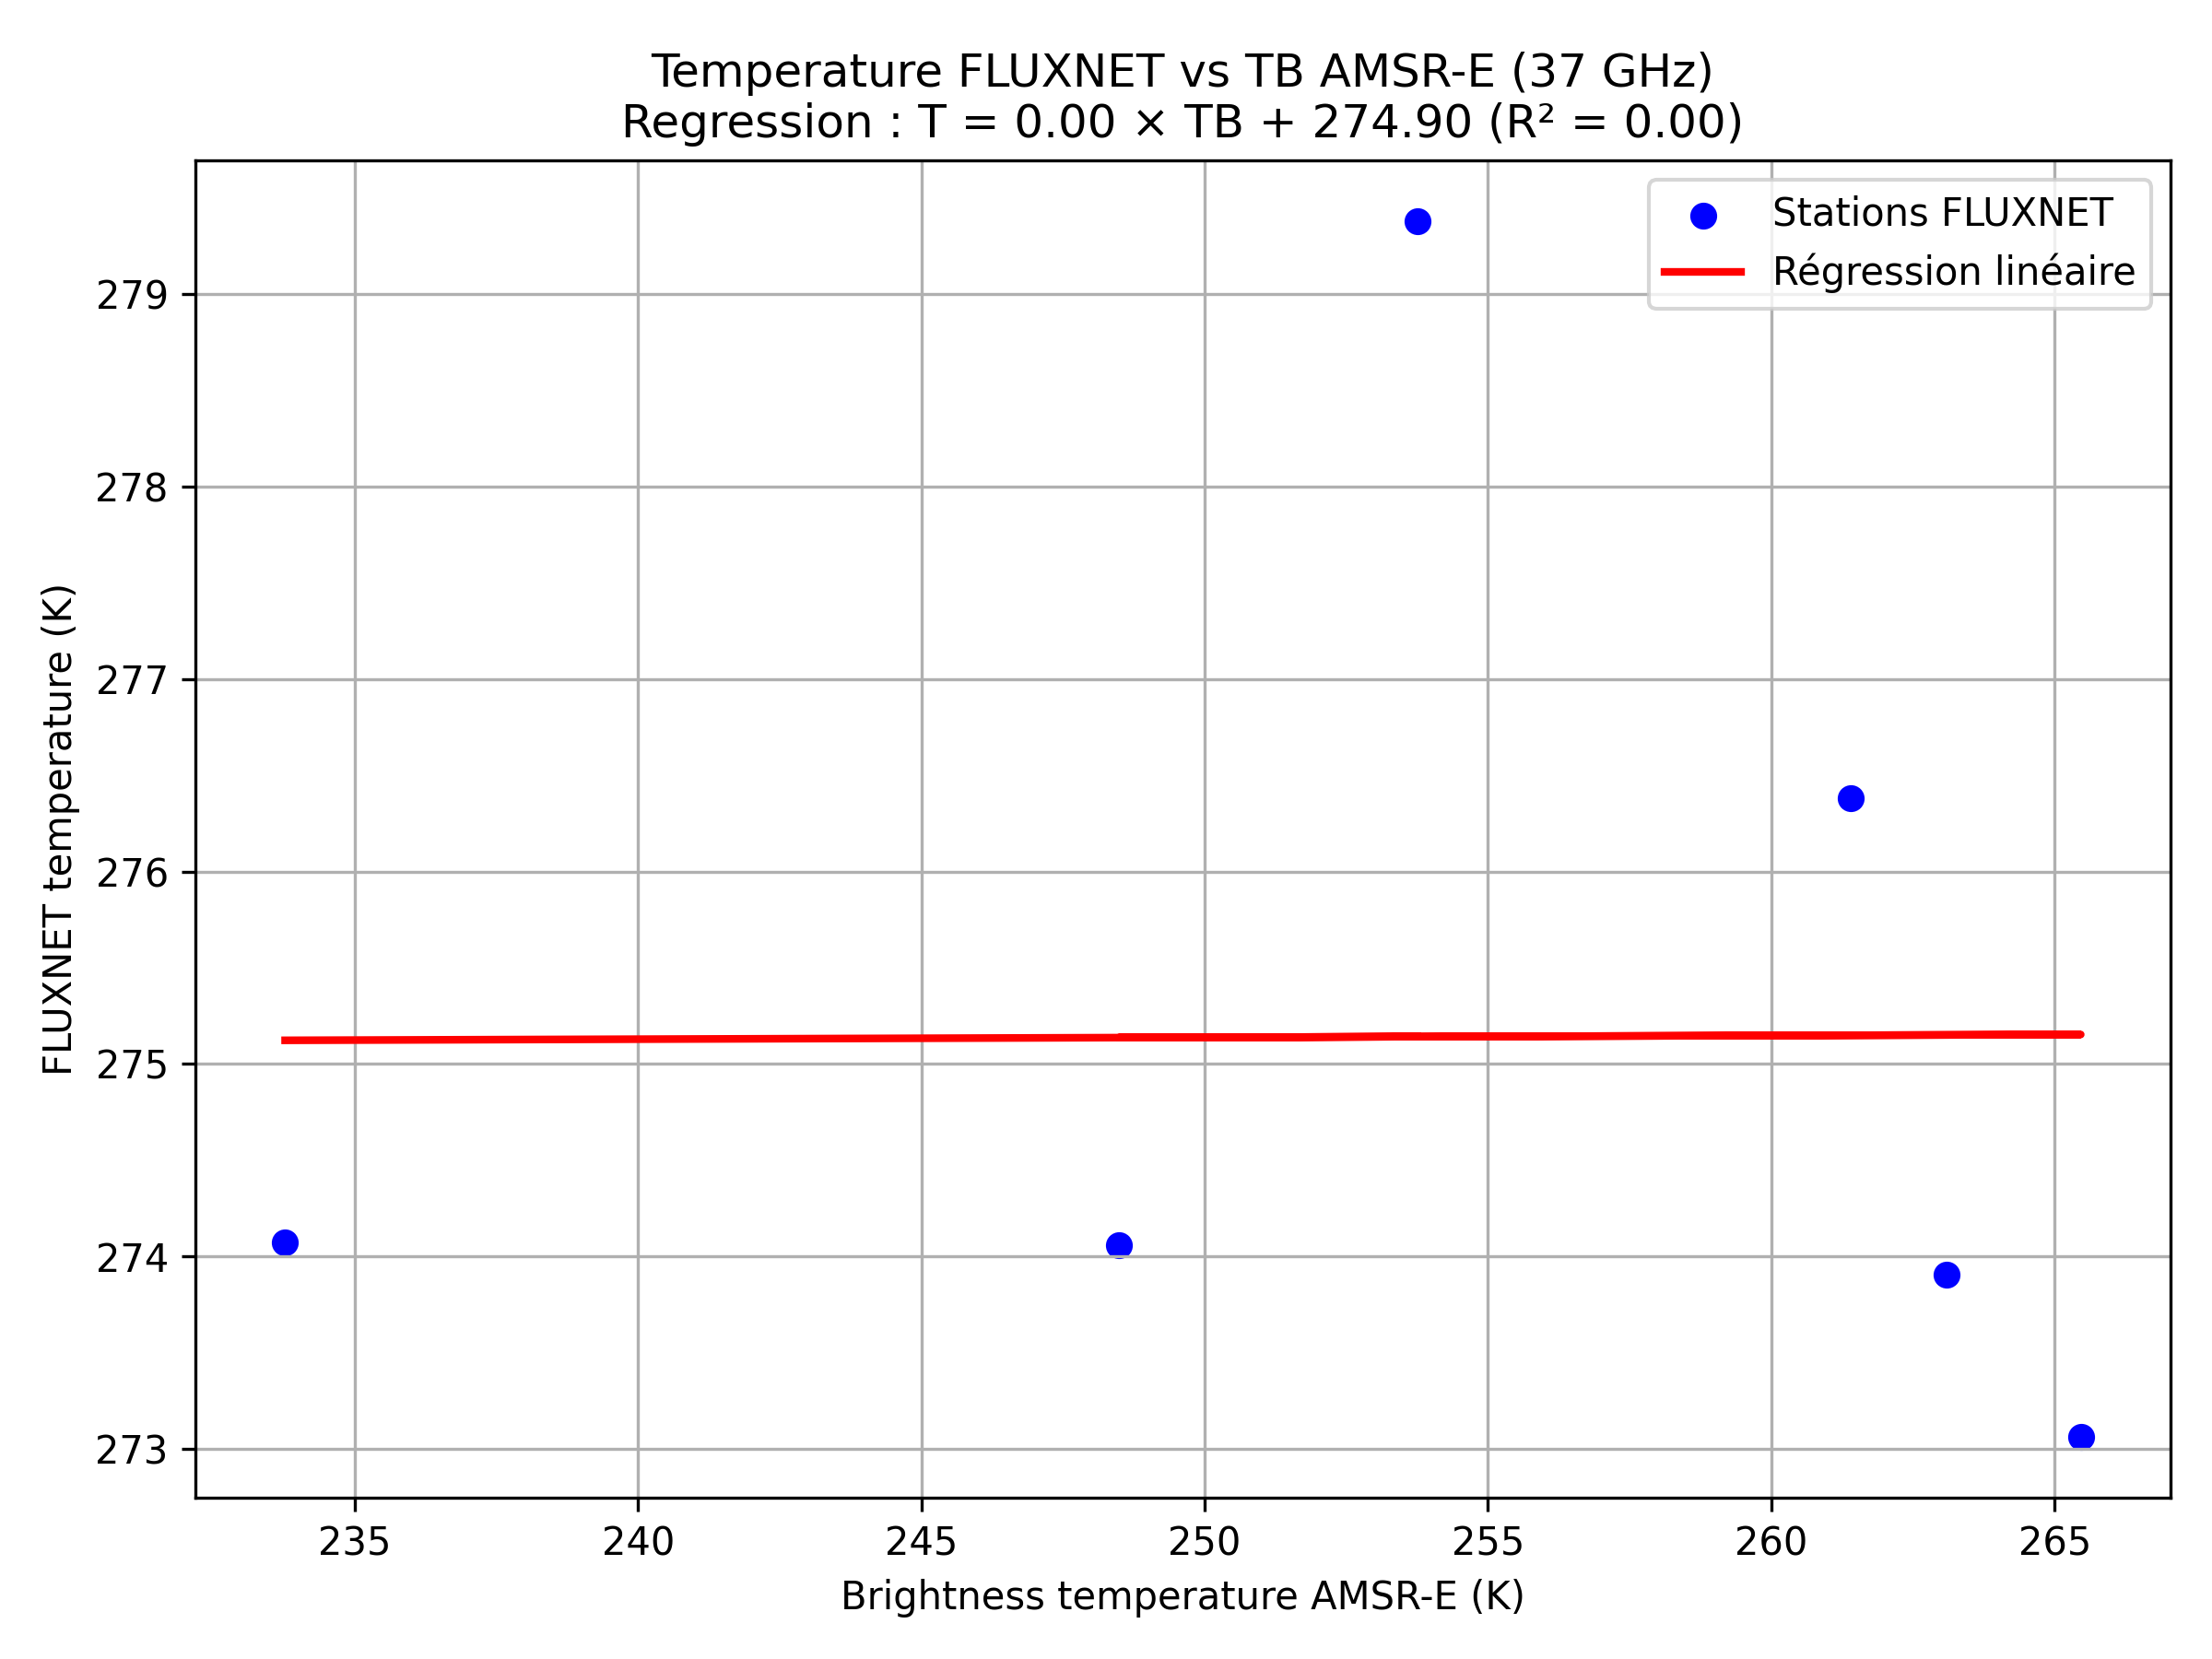 Temperature FLUXNET vs TB AMSR-E (37 GHz)
Regression : T = 0.00 × TB + 274.90 (R² = 0.00)
Stations FLUXNET
Régression linéaire
FLUXNET temperature (K)
279
278
277
276
275
274
273
235 240 245 250 255 260 265
Brightness temperature AMSR-E (K)